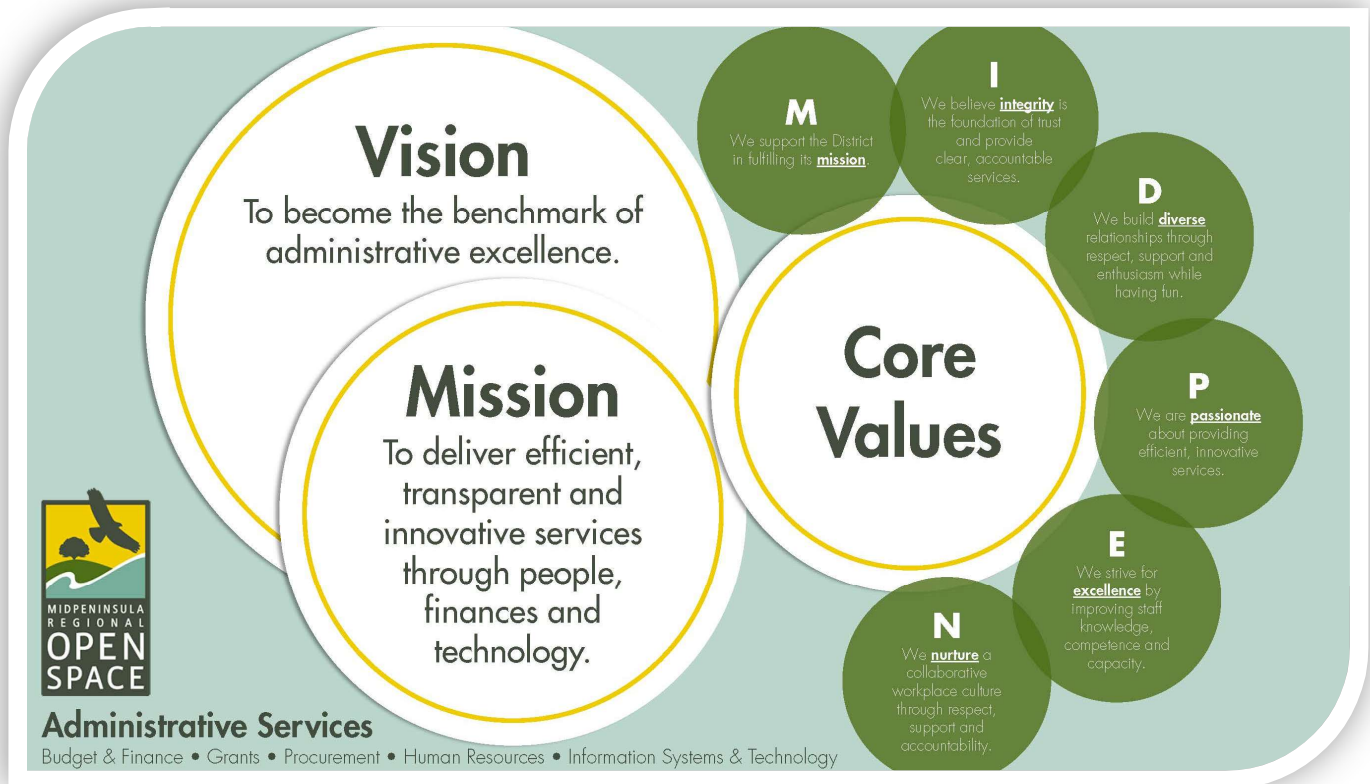 Vision
To become the benchmark of
administrative excellence.
Mission
To deliver efficient,
transparent and
innovative services
through people,
finances and
technology.
Core
Values
M
We support the District
in fulfilling its mission.
I
We believe integrity is
the foundation of trust
and provide
clear, accountable
services.
D
We build diverse
relationships through
respect, support and
enthusiasm while
having fun.
P
We are passionate
about providing
efficient, innovative
services.
E
We strive for
excellence by
improving staff
knowledge,
competence and
capacity.
N
We nurture a
collaborative
workplace culture
through respect,
support and
accountability.
MIDPENINSULA
REGIONAL
OPEN
SPACE
Administrative Services
Budget & Finance • Grants • Procurement • Human Resources • Information Systems & Technology